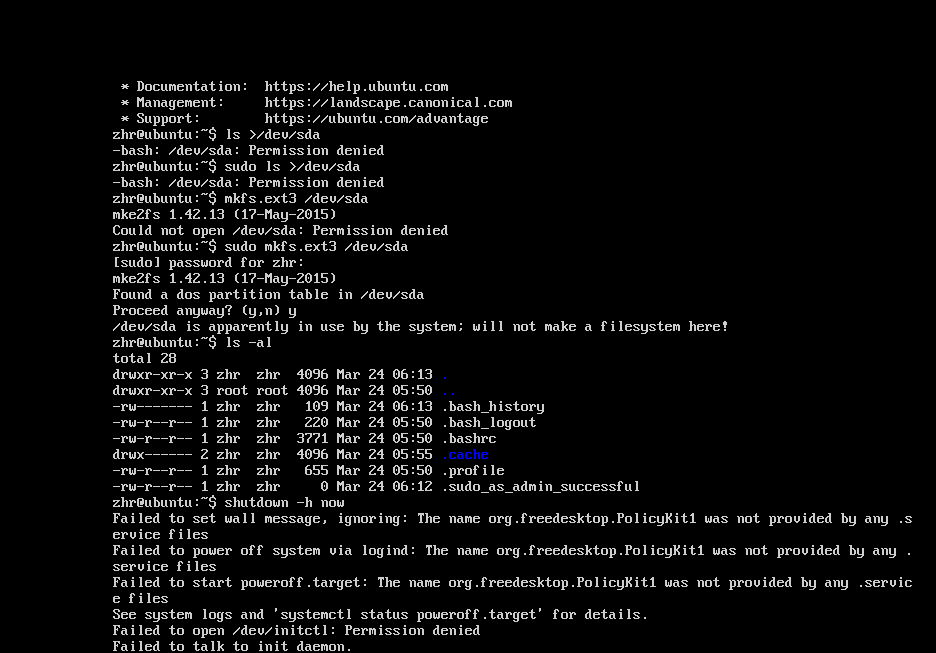 * Documentation:  https://help.ubuntu.com
* Management:     https://landscape.canonical.com
* Support:        https://ubuntu.com/advantage
zhr@ubuntu:~$ ls >/dev/sda
-bash: /dev/sda: Permission denied
zhr@ubuntu:~$ sudo ls >/dev/sda
-bash: /dev/sda: Permission denied
zhr@ubuntu:~$ mkfs.ext3 /dev/sda
mke2fs 1.42.13 (17-May-2015)
Could not open /dev/sda: Permission denied
zhr@ubuntu:~$ sudo mkfs.ext3 /dev/sda
[sudo] password for zhr:
mke2fs 1.42.13 (17-May-2015)
Found a dos partition table in /dev/sda
Proceed anyway? (y,n) y
/dev/sda is apparently in use by the system; will not make a filesystem here!
zhr@ubuntu:~$ ls -al
total 28
drwxr-xr-x 3 zhr  zhr  4096 Mar 24 06:13 .
drwxr-xr-x 3 root root 4096 Mar 24 05:50 ..
-rw------- 1 zhr  zhr   109 Mar 24 06:13 .bash_history
-rw-r--r-- 1 zhr  zhr   220 Mar 24 05:50 .bash_logout
-rw-r--r-- 1 zhr  zhr  3771 Mar 24 05:50 .bashrc
drwx------ 2 zhr  zhr  4096 Mar 24 05:55 .cache
-rw-r--r-- 1 zhr  zhr   655 Mar 24 05:50 .profile
-rw-r--r-- 1 zhr  zhr     0 Mar 24 06:12 .sudo_as_admin_successful
zhr@ubuntu:~$ shutdown -h now
Failed to set wall message, ignoring: The name org.freedesktop.PolicyKit1 was not provided by any .s
ervice files
Failed to power off system via logind: The name org.freedesktop.PolicyKit1 was not provided by any .
service files
Failed to start poweroff.target: The name org.freedesktop.PolicyKit1 was not provided by any .servic
e files
See system logs and 'systemctl status poweroff.target' for details.
Failed to open /dev/initctl: Permission denied
Failed to talk to init daemon.